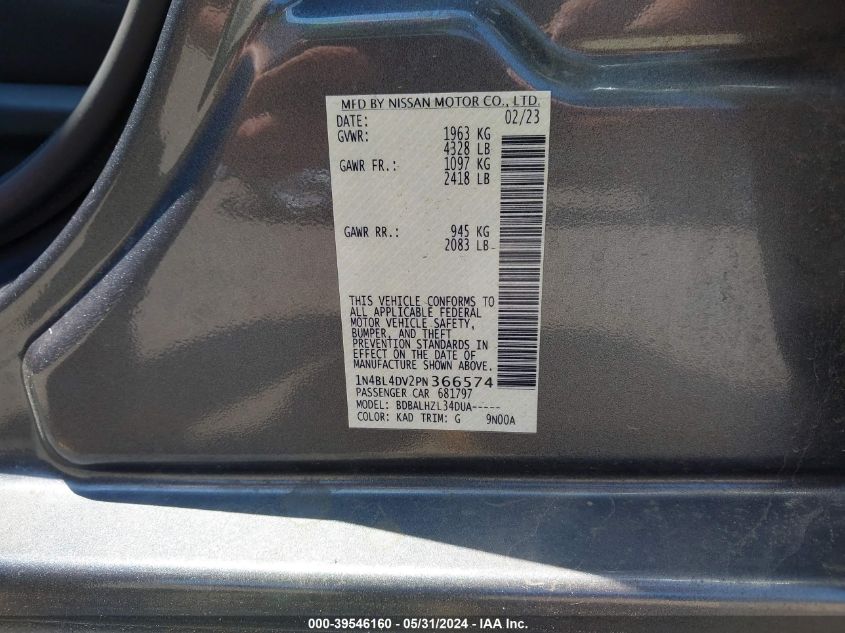 MFD BY NISSAN MOTOR CO., LTD.
DATE: 02/23
GVWR: 1963 KG
4328 LB
GAWR FR.: 1097 KG
2418 LB
GAWR RR.: 945 KG
2083 LB
THIS VEHICLE CONFORMS TO
ALL APPLICABLE FEDERAL
MOTOR VEHICLE SAFETY,
BUMPER, AND THEFT
PREVENTION STANDARDS IN
EFFECT ON THE DATE OF
MANUFACTURE SHOWN ABOVE.
1N4BL4DV2PN366574
PASSENGER CAR 681797
MODEL: BDBALHZL34DUA-----
COLOR: KAD TRIM: G 9N00A
000-39546160 - 05/31/2024 - IAA Inc.